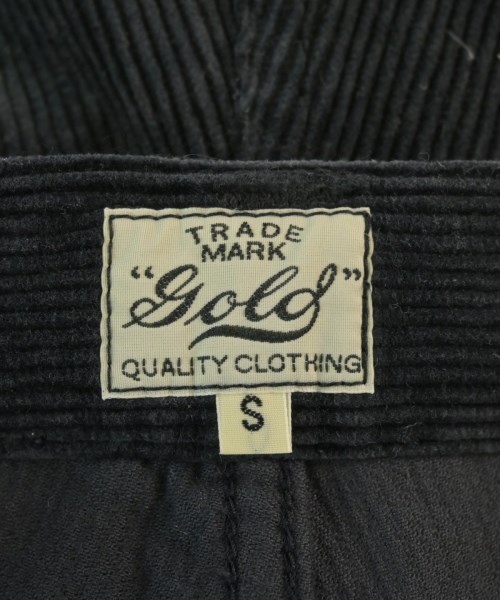 TRADE
MARK
"Gold"
QUALITY CLOTHING
S